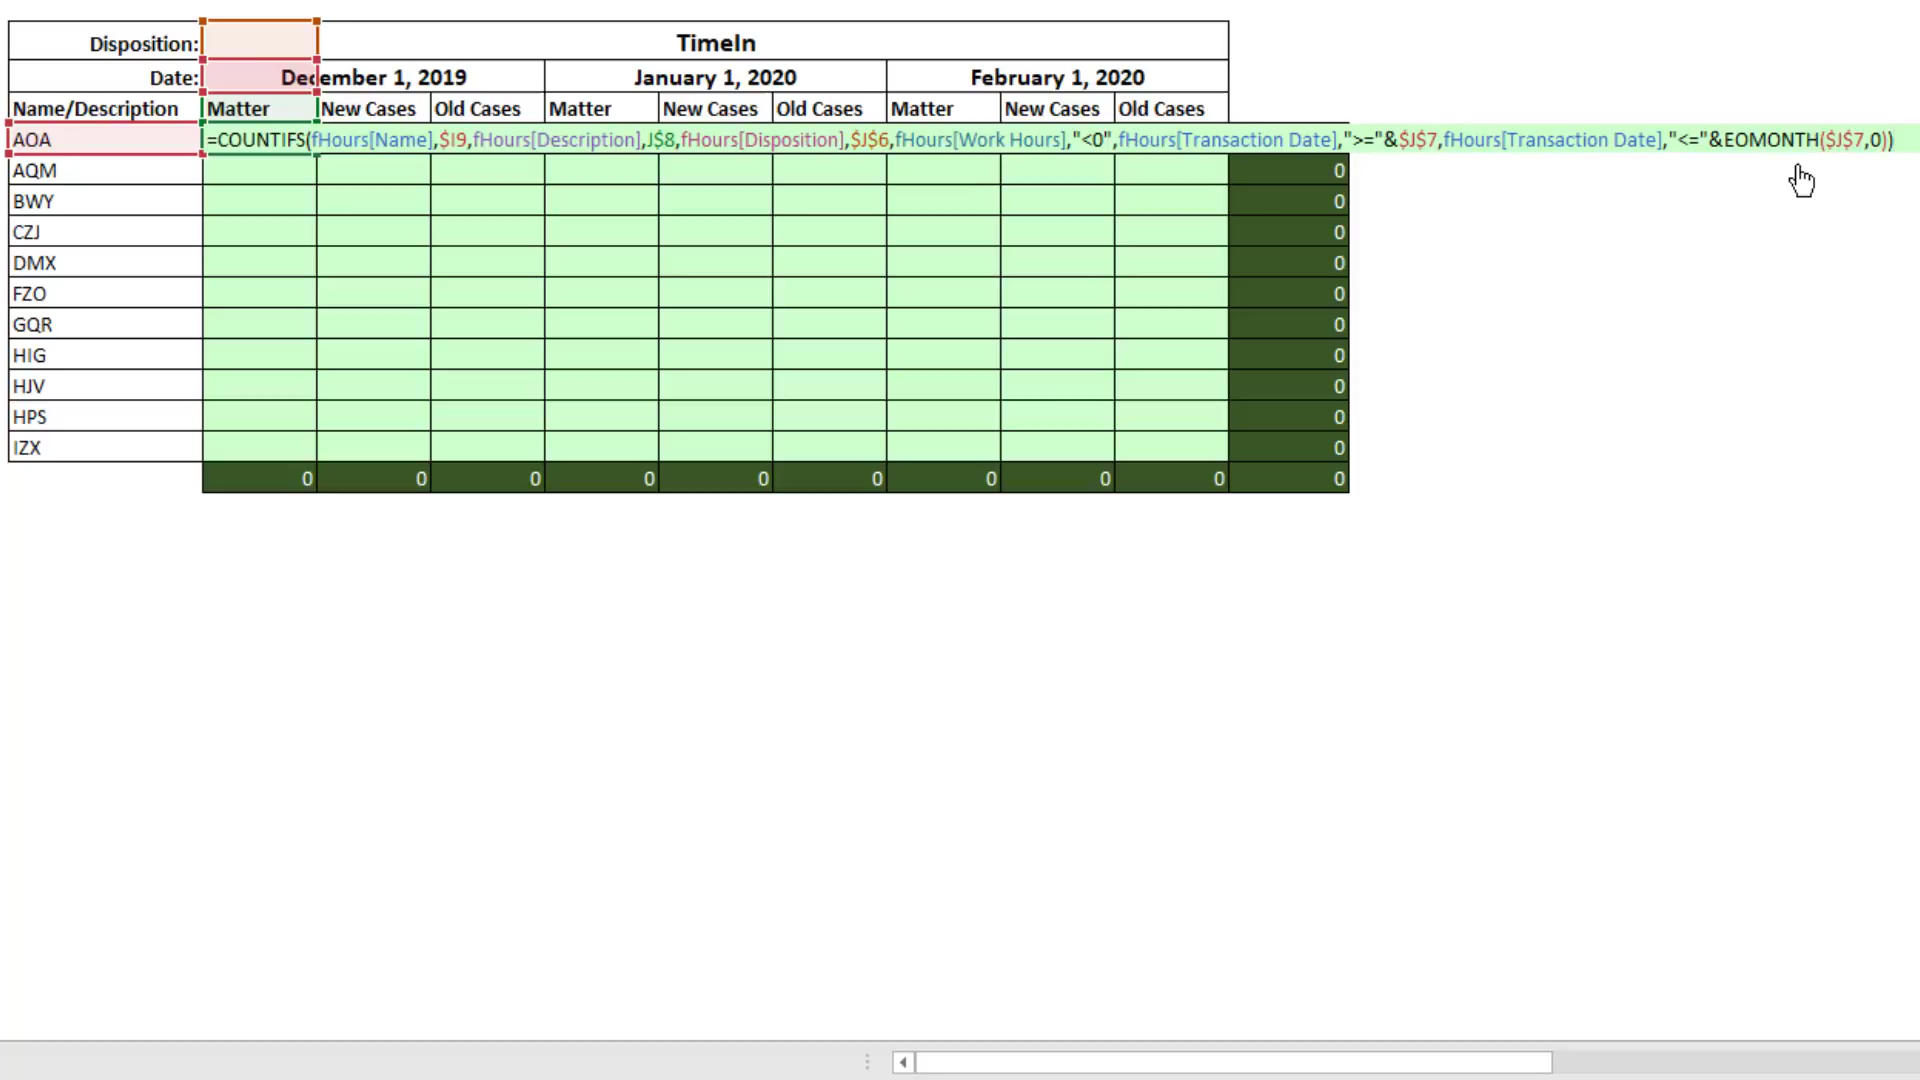 Disposition: TimeIn
Date: December 1, 2019 January 1, 2020 February 1, 2020
Name/Description Matter New Cases Old Cases Matter New Cases Old Cases Matter New Cases Old Cases
AOA =COUNTIFS(fHours[Name],$I9,fHours[Description],J$8,fHours[Disposition],$J$6,fHours[Work Hours],"<0",fHours[Transaction Date],">="&$J$7,fHours[Transaction Date],"<="&EOMONTH($J$7,0))
AQM 0
BWY 0
CZJ 0
DMX 0
FZO 0
GQR 0
HIG 0
HJV 0
HPS 0
IZX 0
0 0 0 0 0 0 0 0 0 0